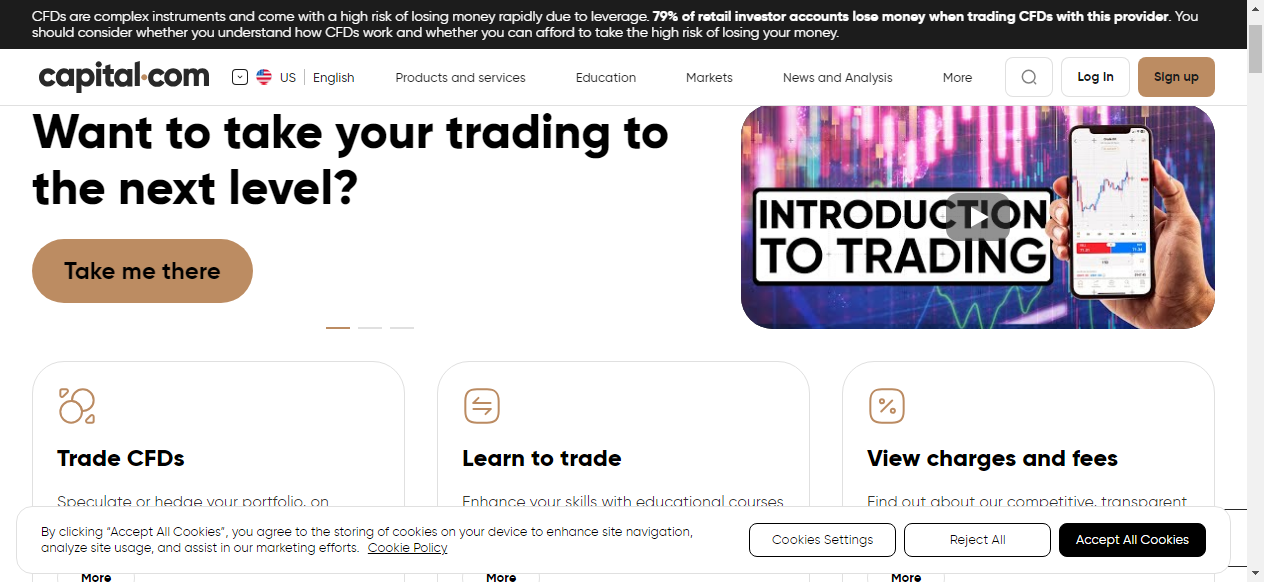 CFDs are complex instruments and come with a high risk of losing money rapidly due to leverage. 79% of retail investor accounts lose money when trading CFDs with this provider. You
should consider whether you understand how CFDs work and whether you can afford to take the high risk of losing your money.
capital.com
US English Products and services Education Markets News and Analysis More Log In Sign up
Want to take your trading to
the next level?
Take me there
INTRODUCTION
TO TRADING
Trade CFDs
Learn to trade
View charges and fees
Speculate or hedge your portfolio, on
Enhance your skills with educational courses
Find out about our competitive, transparent
By clicking “Accept All Cookies”, you agree to the storing of cookies on your device to enhance site navigation,
analyze site usage, and assist in our marketing efforts. Cookie Policy
Cookies Settings
Reject All
Accept All Cookies
More
More
More